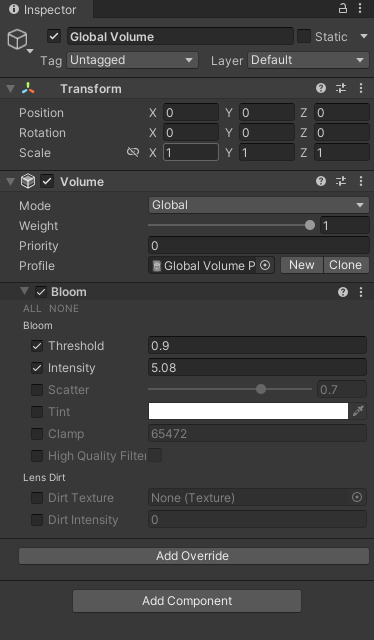 Inspector
Global Volume Static
Tag Untagged Layer Default
Transform
Position X 0 Y 0 Z 0
Rotation X 0 Y 0 Z 0
Scale X 1 Y 1 Z 1
Volume
Mode Global
Weight 1
Priority 0
Profile Global Volume P New Clone
Bloom
ALL NONE
Bloom
Threshold 0.9
Intensity 5.08
Scatter 0.7
Tint
Clamp 65472
High Quality Filter
Lens Dirt
Dirt Texture None (Texture)
Dirt Intensity 0
Add Override
Add Component